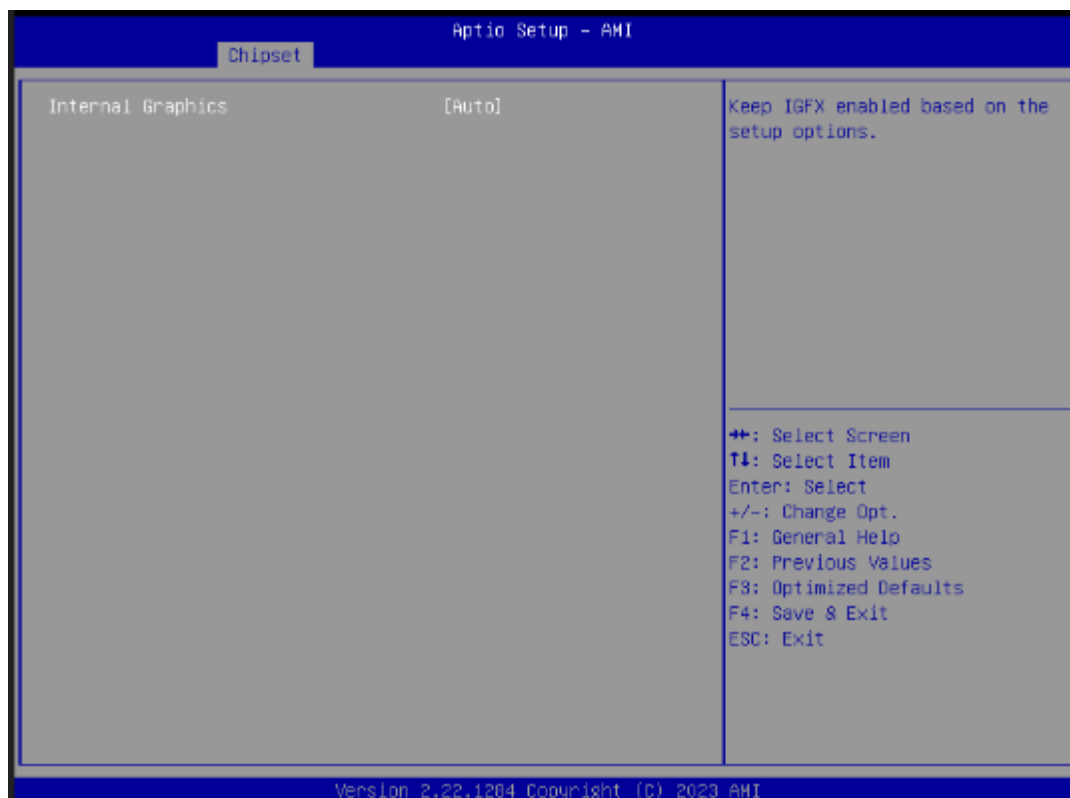 Aptio Setup - AMI
Chipset
Internal Graphics [Auto]
Keep IGFX enabled based on the
setup options.
→←: Select Screen
↑↓: Select Item
Enter: Select
+/-: Change Opt.
F1: General Help
F2: Previous Values
F3: Optimized Defaults
F4: Save & Exit
ESC: Exit
Version 2.22.1284 Copyright (C) 2023 AMI